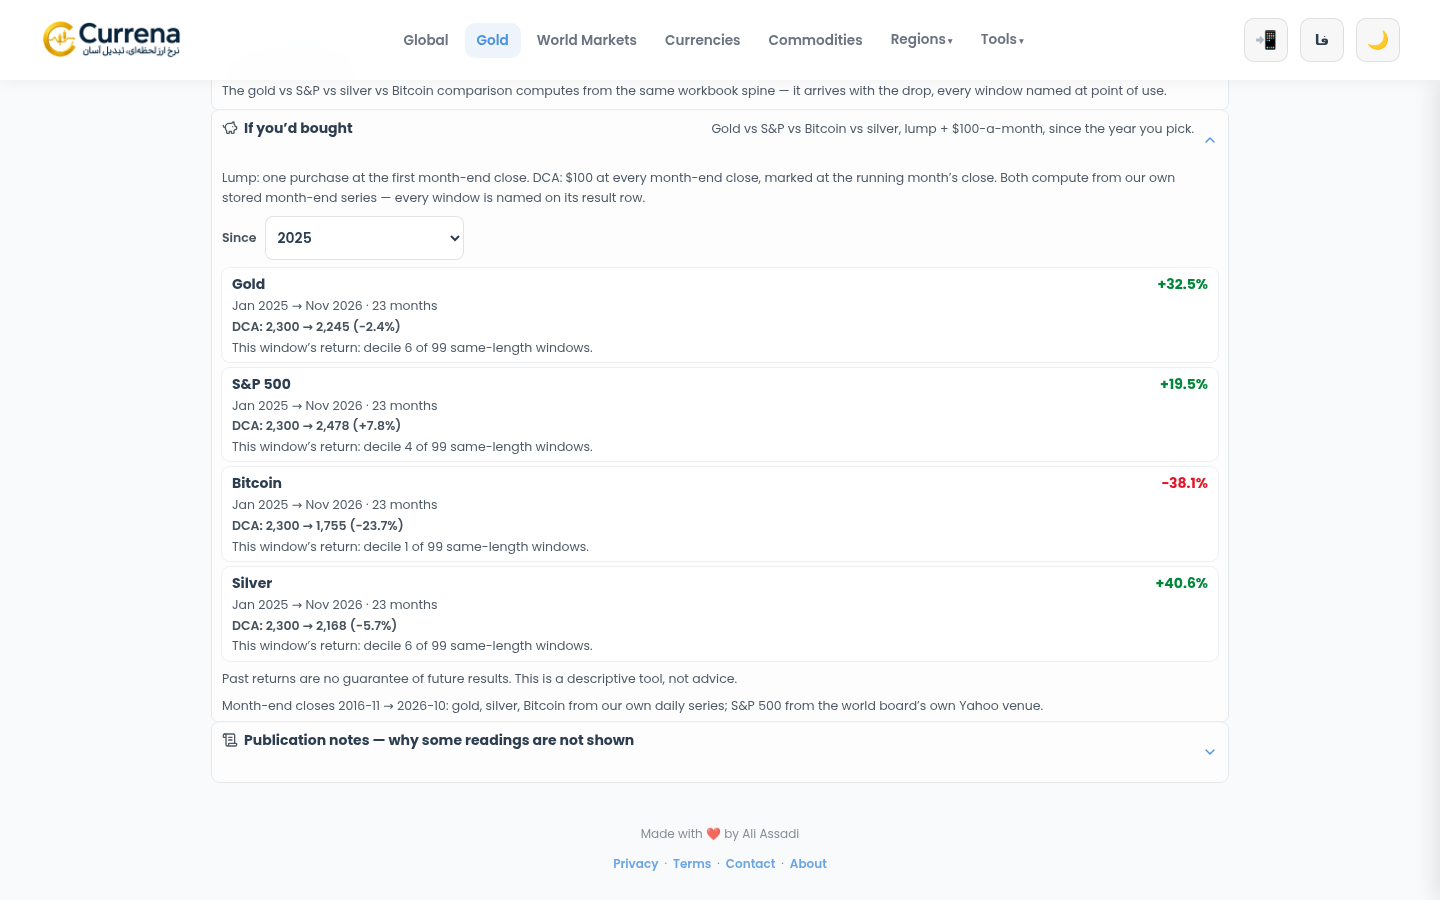 Currena
نرخ ارز لحظه‌ای، تبدیل آسان
Global
Gold
World Markets
Currencies
Commodities
Regions ▾
Tools ▾
فا
The gold vs S&P vs silver vs Bitcoin comparison computes from the same workbook spine — it arrives with the drop, every window named at point of use.
If you’d bought
Gold vs S&P vs Bitcoin vs silver, lump + $100-a-month, since the year you pick.
Lump: one purchase at the first month-end close. DCA: $100 at every month-end close, marked at the running month’s close. Both compute from our own
stored month-end series — every window is named on its result row.
Since
2025
Gold
+32.5%
Jan 2025 → Nov 2026 · 23 months
DCA: 2,300 → 2,245 (-2.4%)
This window’s return: decile 6 of 99 same-length windows.
S&P 500
+19.5%
Jan 2025 → Nov 2026 · 23 months
DCA: 2,300 → 2,478 (+7.8%)
This window’s return: decile 4 of 99 same-length windows.
Bitcoin
-38.1%
Jan 2025 → Nov 2026 · 23 months
DCA: 2,300 → 1,755 (-23.7%)
This window’s return: decile 1 of 99 same-length windows.
Silver
+40.6%
Jan 2025 → Nov 2026 · 23 months
DCA: 2,300 → 2,168 (-5.7%)
This window’s return: decile 6 of 99 same-length windows.
Past returns are no guarantee of future results. This is a descriptive tool, not advice.
Month-end closes 2016-11 → 2026-10: gold, silver, Bitcoin from our own daily series; S&P 500 from the world board’s own Yahoo venue.
Publication notes — why some readings are not shown
Made with ❤️ by Ali Assadi
Privacy · Terms · Contact · About